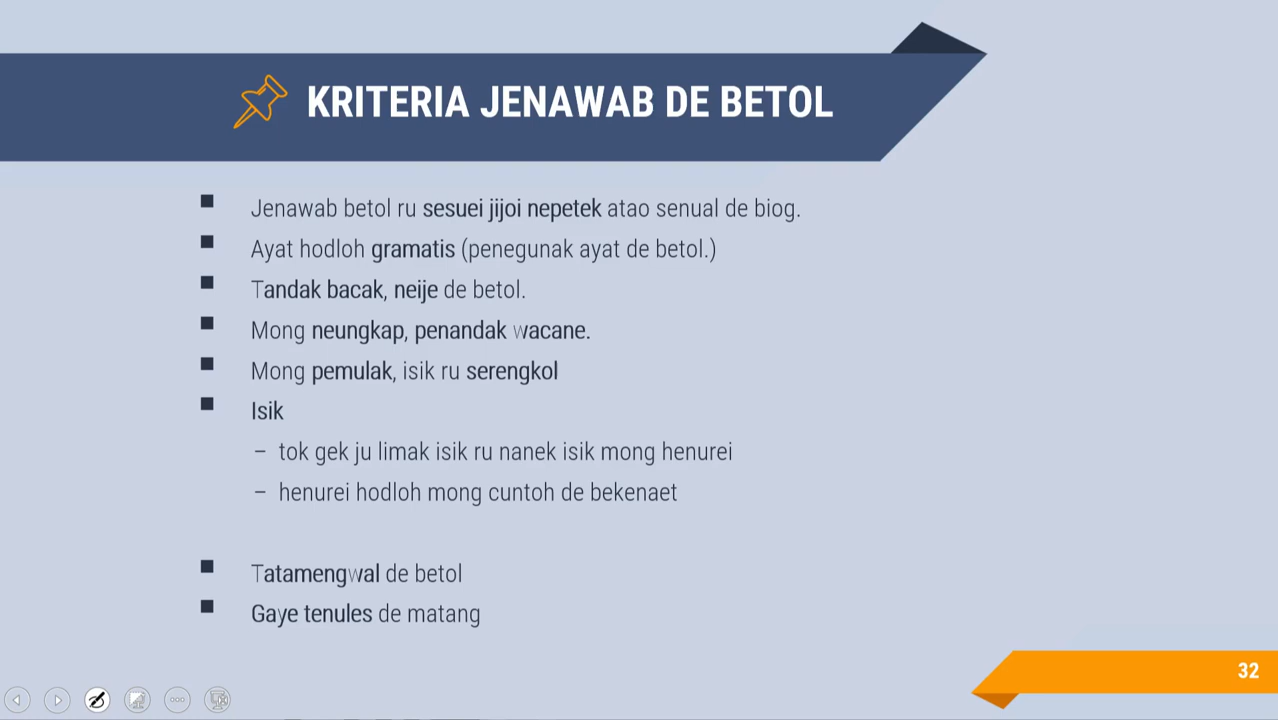 KRITERIA JENAWAB DE BETOL
Jenawab betol ru sesuei jijoi nepetek atao senual de biog.
Ayat hodloh gramatis (penegunak ayat de betol.)
Tandak bacak, neije de betol.
Mong neungkap, penandak wacane.
Mong pemulak, isik ru serengkol
Isik
– tok gek ju limak isik ru nanek isik mong henurei
– henurei hodloh mong cuntoh de bekenaet
Tatamengwal de betol
Gaye tenules de matang
32